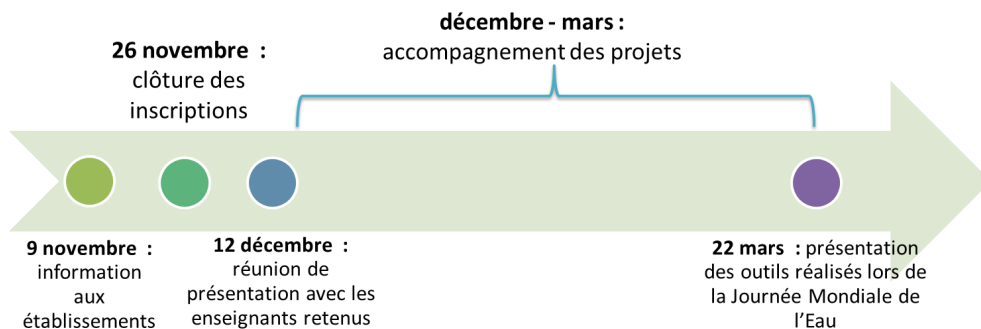 décembre - mars :
accompagnement des projets
26 novembre :
clôture des
inscriptions
9 novembre :
information
aux
établissements
12 décembre :
réunion de
présentation avec les
enseignants retenus
22 mars : présentation
des outils réalisés lors de
la Journée Mondiale de
l'Eau